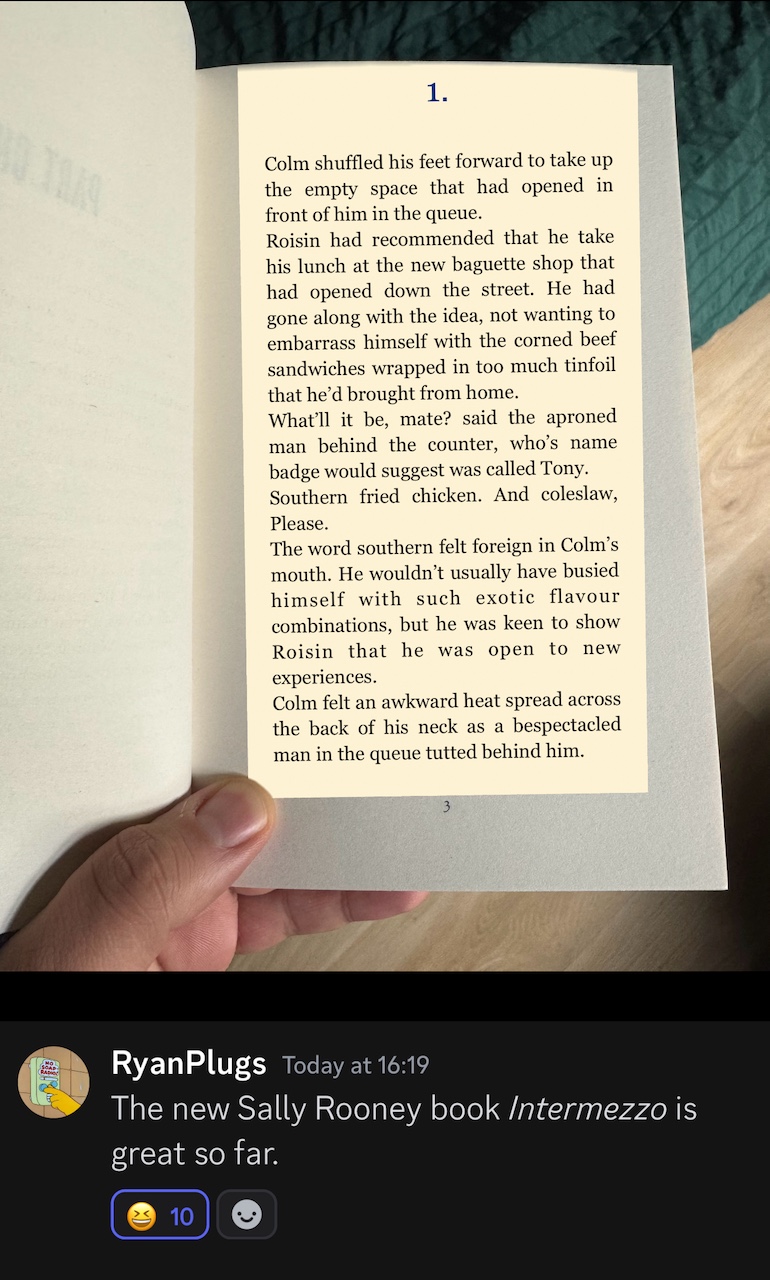 PART ON
1.
Colm shuffled his feet forward to take up
the empty space that had opened in
front of him in the queue.
Roisin had recommended that he take
his lunch at the new baguette shop that
had opened down the street. He had
gone along with the idea, not wanting to
embarrass himself with the corned beef
sandwiches wrapped in too much tinfoil
that he’d brought from home.
What’ll it be, mate? said the aproned
man behind the counter, who’s name
badge would suggest was called Tony.
Southern fried chicken. And coleslaw,
Please.
The word southern felt foreign in Colm’s
mouth. He wouldn’t usually have busied
himself with such exotic flavour
combinations, but he was keen to show
Roisin that he was open to new
experiences.
Colm felt an awkward heat spread across
the back of his neck as a bespectacled
man in the queue tutted behind him.
3
NO
SOAP
RADIO!
RyanPlugs Today at 16:19
The new Sally Rooney book Intermezzo is
great so far.
10